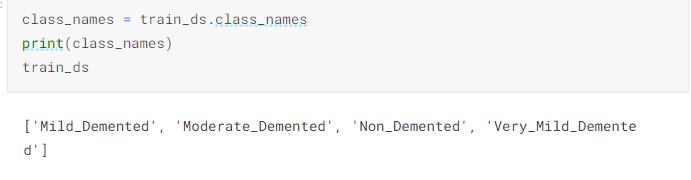 class_names = train_ds.class_names
print(class_names)
train_ds
['Mild_Demented', 'Moderate_Demented', 'Non_Demented', 'Very_Mild_Demente
d']